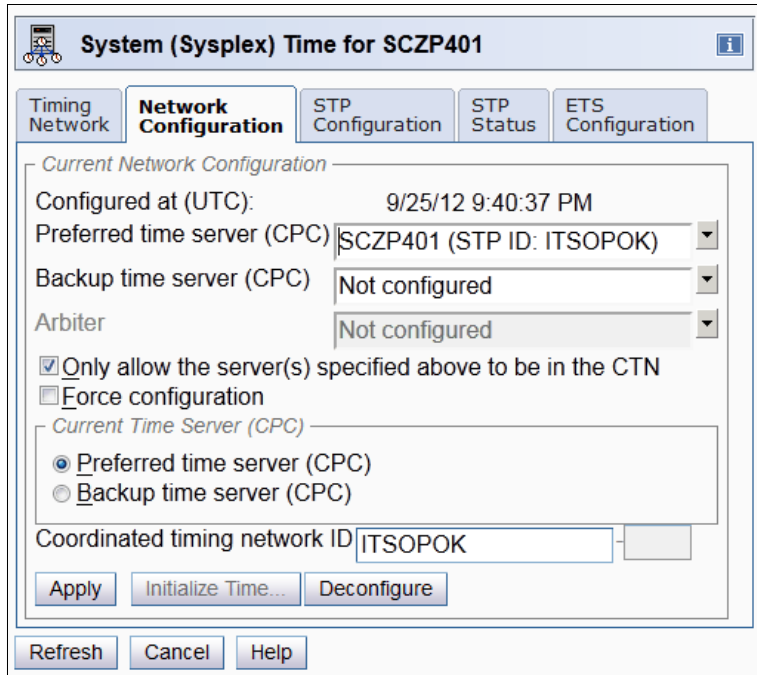 System (Sysplex) Time for SCZP401
i
Timing Network
Network Configuration
STP Configuration
STP Status
ETS Configuration
Current Network Configuration
Configured at (UTC): 9/25/12 9:40:37 PM
Preferred time server (CPC) SCZP401 (STP ID: ITSOPOK)
Backup time server (CPC) Not configured
Arbiter Not configured
Only allow the server(s) specified above to be in the CTN
Force configuration
Current Time Server (CPC)
Preferred time server (CPC)
Backup time server (CPC)
Coordinated timing network ID ITSOPOK -
Apply Initialize Time... Deconfigure
Refresh Cancel Help